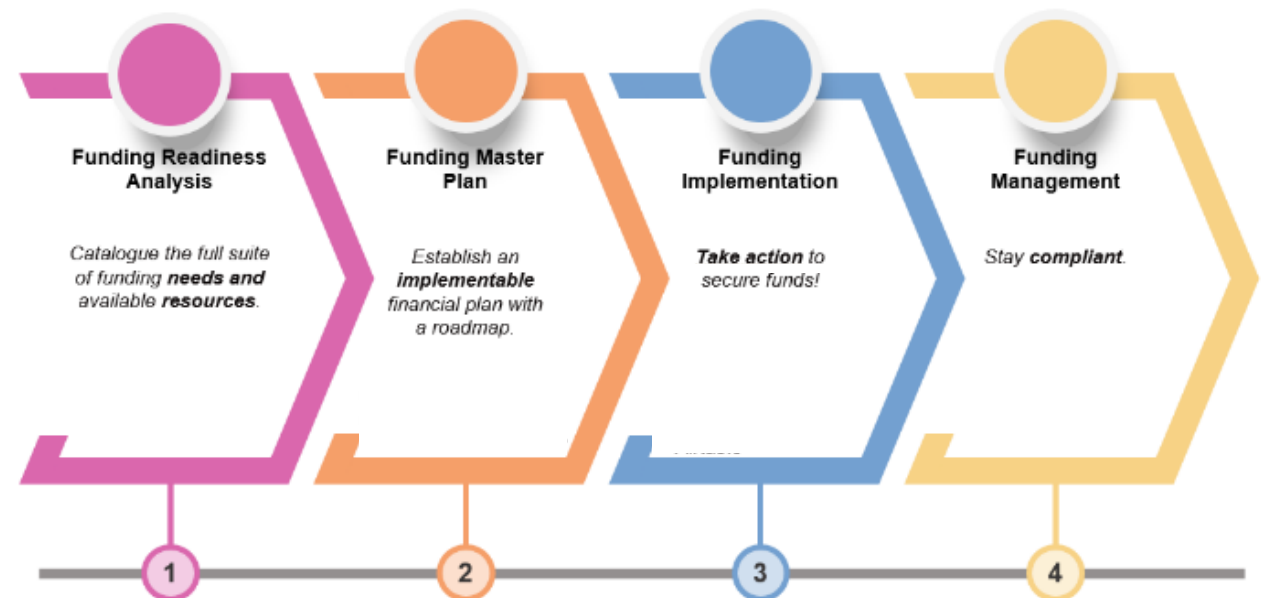 Funding Readiness
Analysis
Catalogue the full suite
of funding needs and
available resources.
Funding Master
Plan
Establish an
implementable
financial plan with
a roadmap.
Funding
Implementation
Take action to
secure funds!
Funding
Management
Stay compliant.
1
2
3
4